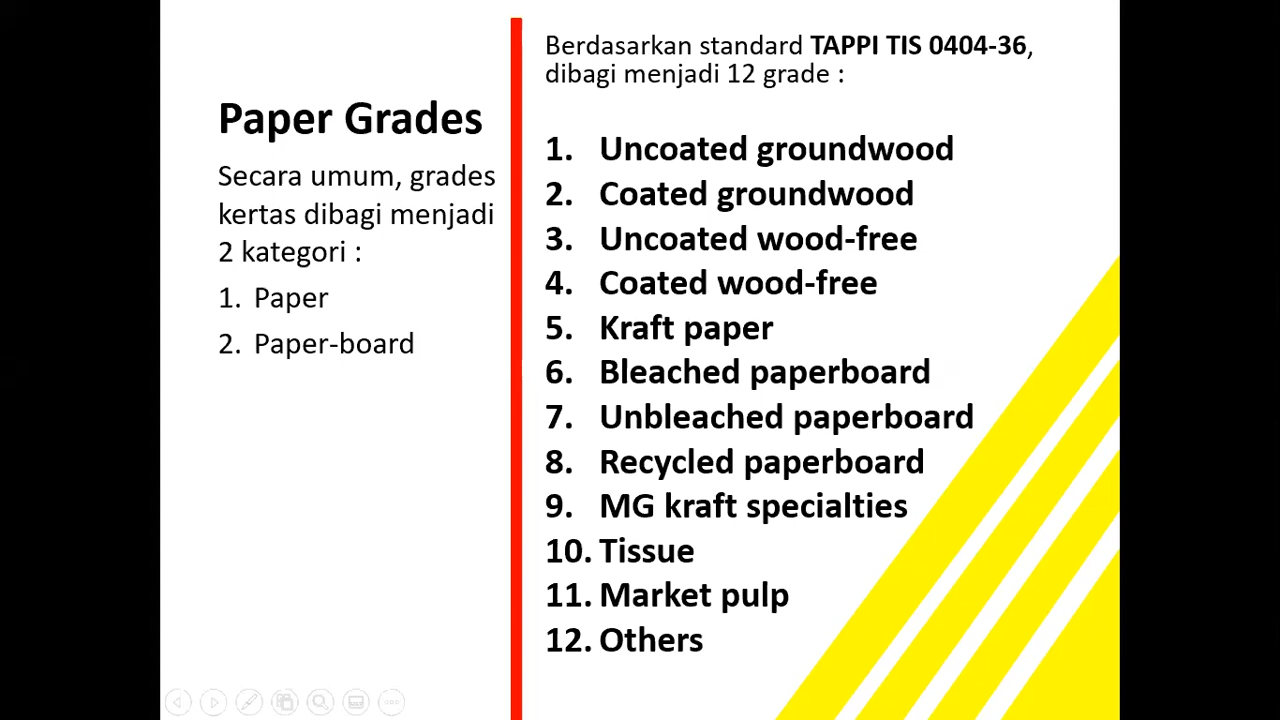 Paper Grades
Secara umum, grades
kertas dibagi menjadi
2 kategori :
1. Paper
2. Paper-board
Berdasarkan standard TAPPI TIS 0404-36,
dibagi menjadi 12 grade :
1. Uncoated groundwood
2. Coated groundwood
3. Uncoated wood-free
4. Coated wood-free
5. Kraft paper
6. Bleached paperboard
7. Unbleached paperboard
8. Recycled paperboard
9. MG kraft specialties
10. Tissue
11. Market pulp
12. Others